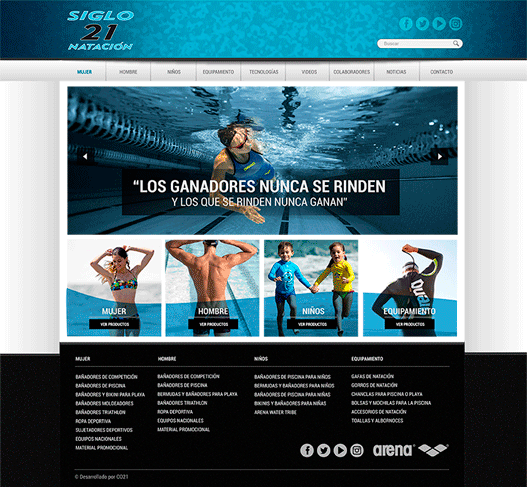 SIGLO
21
NATACIÓN
Buscar
MUJER HOMBRE NIÑOS EQUIPAMIENTO TECNOLOGÍAS VIDEOS COLABORADORES NOTICIAS CONTACTO
“LOS GANADORES NUNCA SE RINDEN
Y LOS QUE SE RINDEN NUNCA GANAN”
MUJER
VER PRODUCTOS
HOMBRE
VER PRODUCTOS
NIÑOS
VER PRODUCTOS
EQUIPAMIENTO
VER PRODUCTOS
MUJER
BAÑADORES DE COMPETICIÓN
BAÑADORES DE PISCINA
BAÑADORES Y BIKINI PARA PLAYA
BAÑADORES MOLDEADORES
BAÑADORES TRIATHLON
ROPA DEPORTIVA
SUJETADORES DEPORTIVOS
EQUIPOS NACIONALES
MATERIAL PROMOCIONAL
HOMBRE
BAÑADORES DE COMPETICIÓN
BAÑADORES DE PISCINA
BERMUDAS Y BAÑADORES PARA PLAYA
BAÑADORES TRIATHLON
ROPA DEPORTIVA
EQUIPOS NACIONALES
MATERIAL PROMOCIONAL
NIÑOS
BAÑADORES DE PISCINA PARA NIÑOS
BERMUDAS Y BAÑADORES PARA NIÑOS
BAÑADORES DE PISCINA PARA NIÑAS
BIKINIS Y BAÑADORES PARA NIÑAS
ARENA WATER TRIBE
EQUIPAMIENTO
GAFAS DE NATACIÓN
GORROS DE NATACIÓN
CHANCLAS PARA PISCINA O PLAYA
BOLSAS Y MOCHILAS PARA LA PISCINA
ACCESORIOS DE NATACIÓN
TOALLAS Y ALBORNOCES
arena
© Desarrollado por CO21